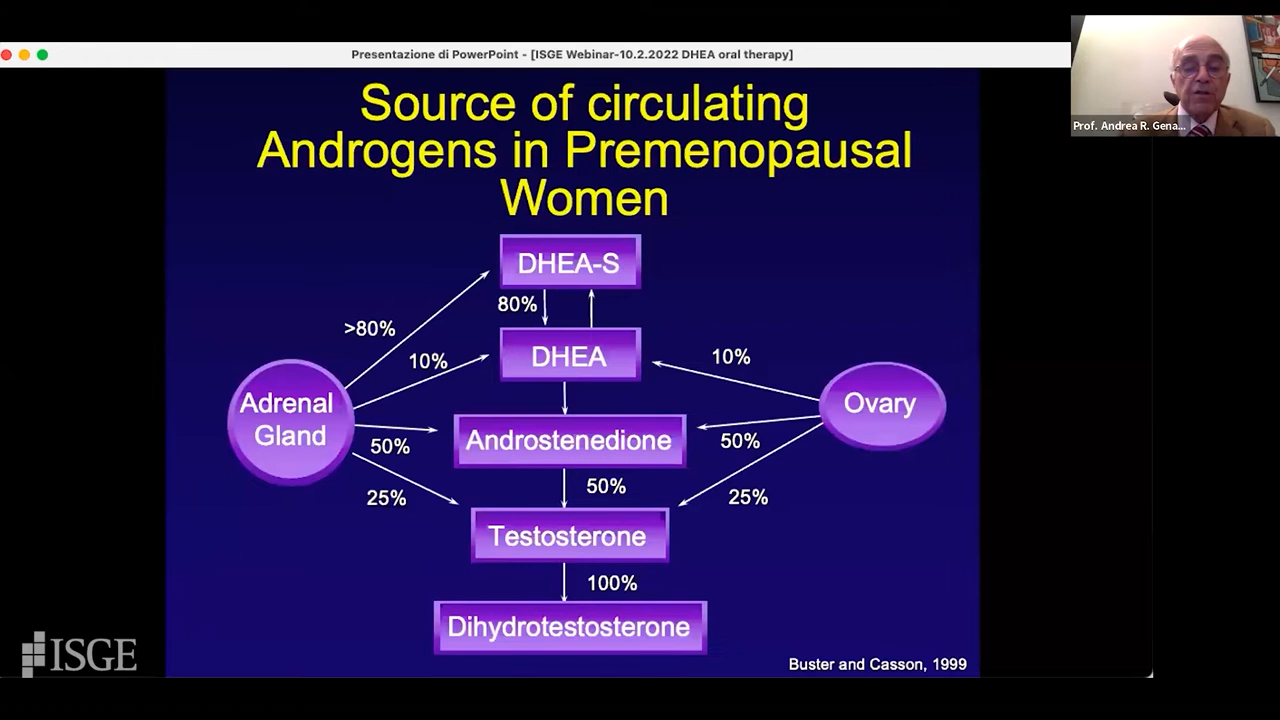 Presentazione di PowerPoint - [ISGE Webinar-10.2.2022 DHEA oral therapy]
Prof. Andrea R. Gena...
Source of circulating
Androgens in Premenopausal
Women
DHEA-S
80%
>80%
DHEA
10%
10%
Adrenal
Gland
Ovary
50%
Androstenedione
50%
25%
50%
25%
Testosterone
100%
Dihydrotestosterone
ISGE
Buster and Casson, 1999